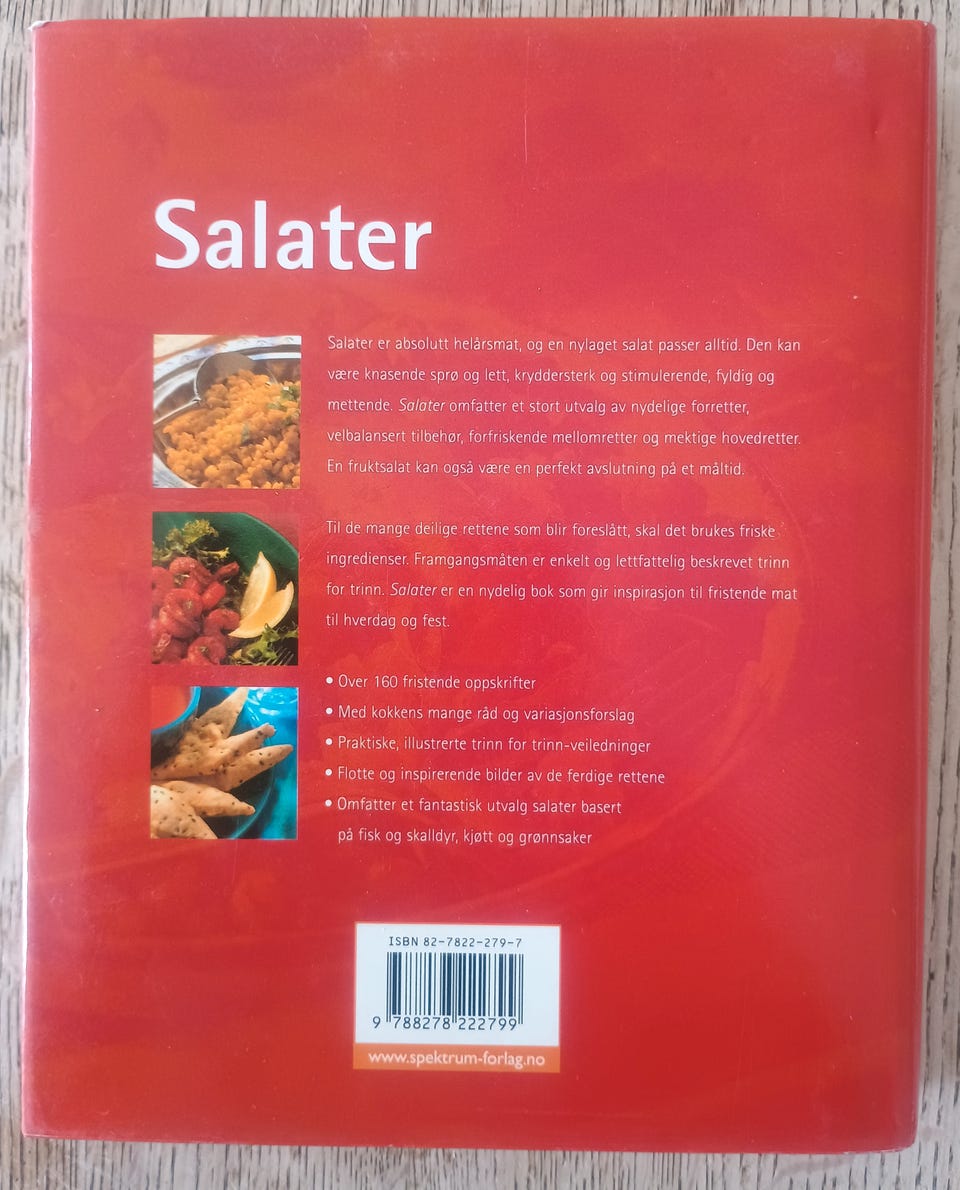 Salater
Salater er absolutt helårsmat, og en nylaget salat passer alltid. Den kan
være knasende sprø og lett, kryddersterk og stimulerende, fyldig og
mettende. Salater omfatter et stort utvalg av nydelige forretter,
velbalansert tilbehør, forfriskende mellomretter og mektige hovedretter.
En fruktsalat kan også være en perfekt avslutning på et måltid.
Til de mange deilige rettene som blir foreslått, skal det brukes friske
ingredienser. Framgangsmåten er enkelt og lettfattelig beskrevet trinn
for trinn. Salater er en nydelig bok som gir inspirasjon til fristende mat
til hverdag og fest.
• Over 160 fristende oppskrifter
• Med kokkens mange råd og variasjonsforslag
• Praktiske, illustrerte trinn for trinn-veiledninger
• Flotte og inspirerende bilder av de ferdige rettene
• Omfatter et fantastisk utvalg salater basert
på fisk og skalldyr, kjøtt og grønnsaker
ISBN 82-7822-279-7
9 788278 222799
www.spektrum-forlag.no